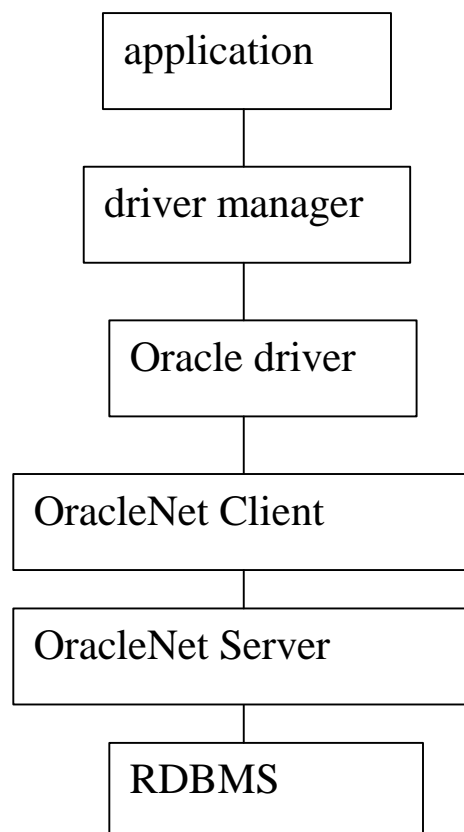 application
driver manager
Oracle driver
OracleNet Client
OracleNet Server
RDBMS